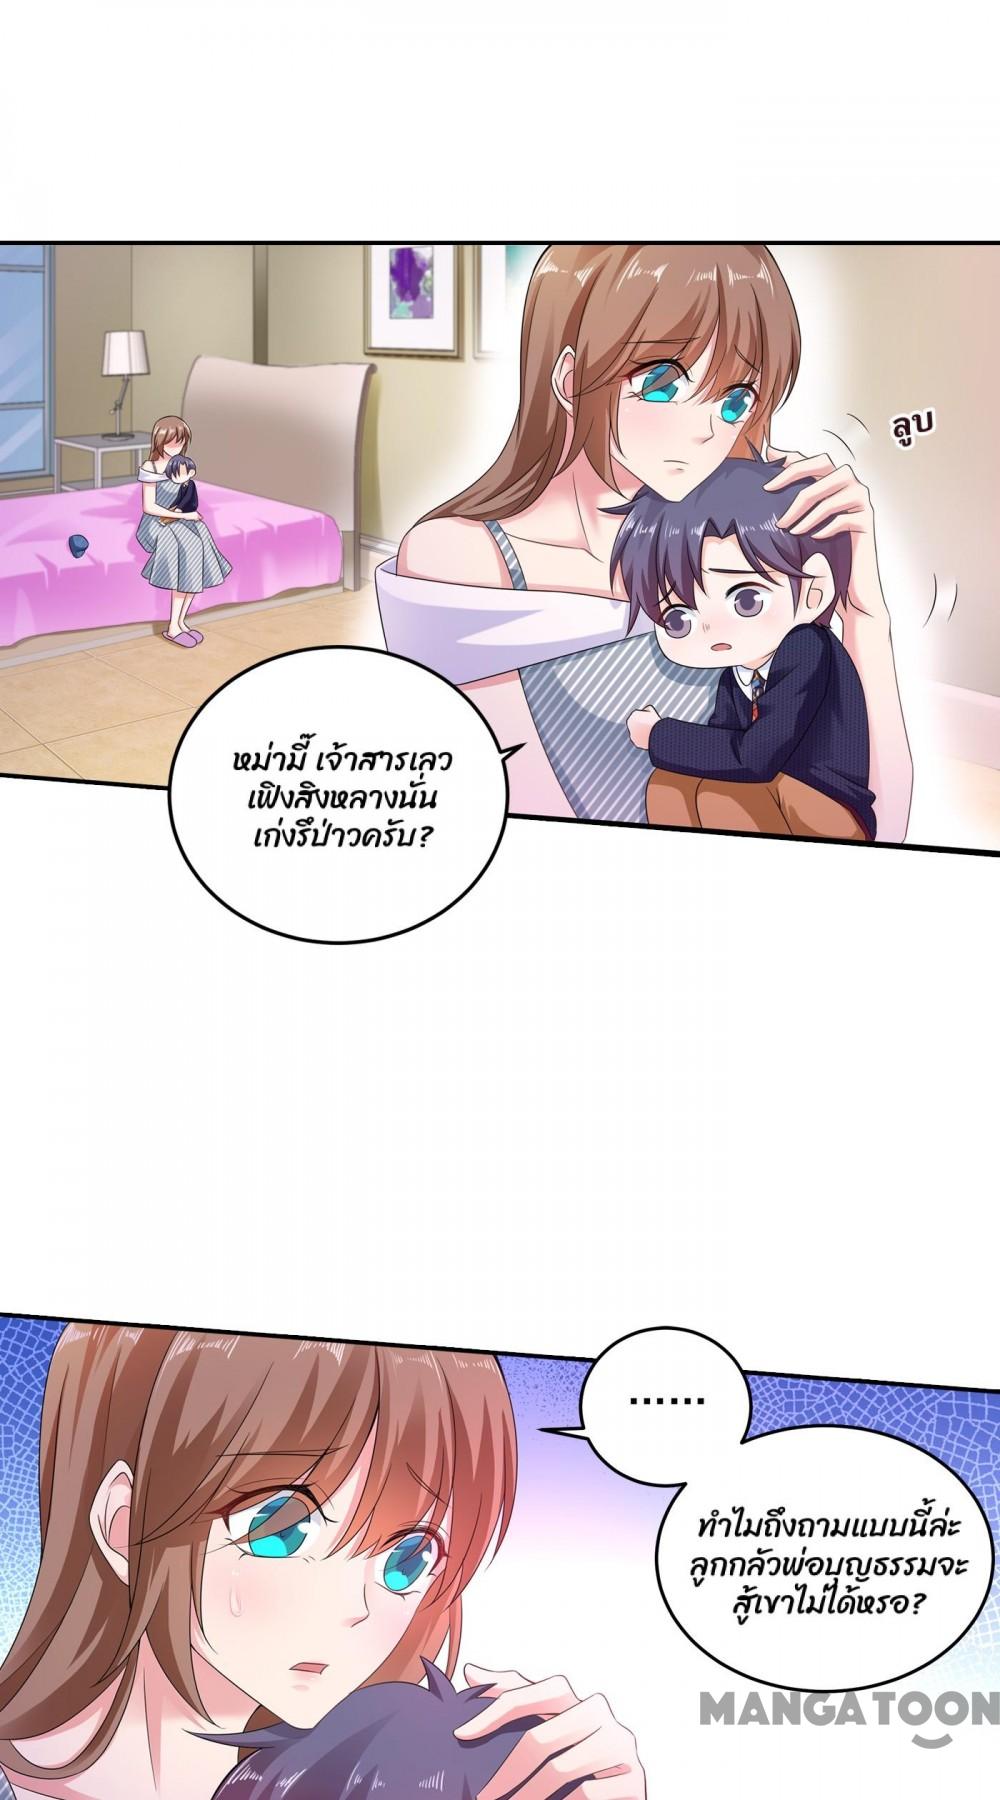 ลูบ
หม่ามี๊ เจ้าสารเลว
เฟิงสิงหลางนั่น
เก่งรึป่าวครับ?
......
ทำไมถึงถามแบบนี้ล่ะ
ลูกกลัวพ่อบุญธรรมจะ
สู้เขาไม่ได้หรอ?
MANGATOON